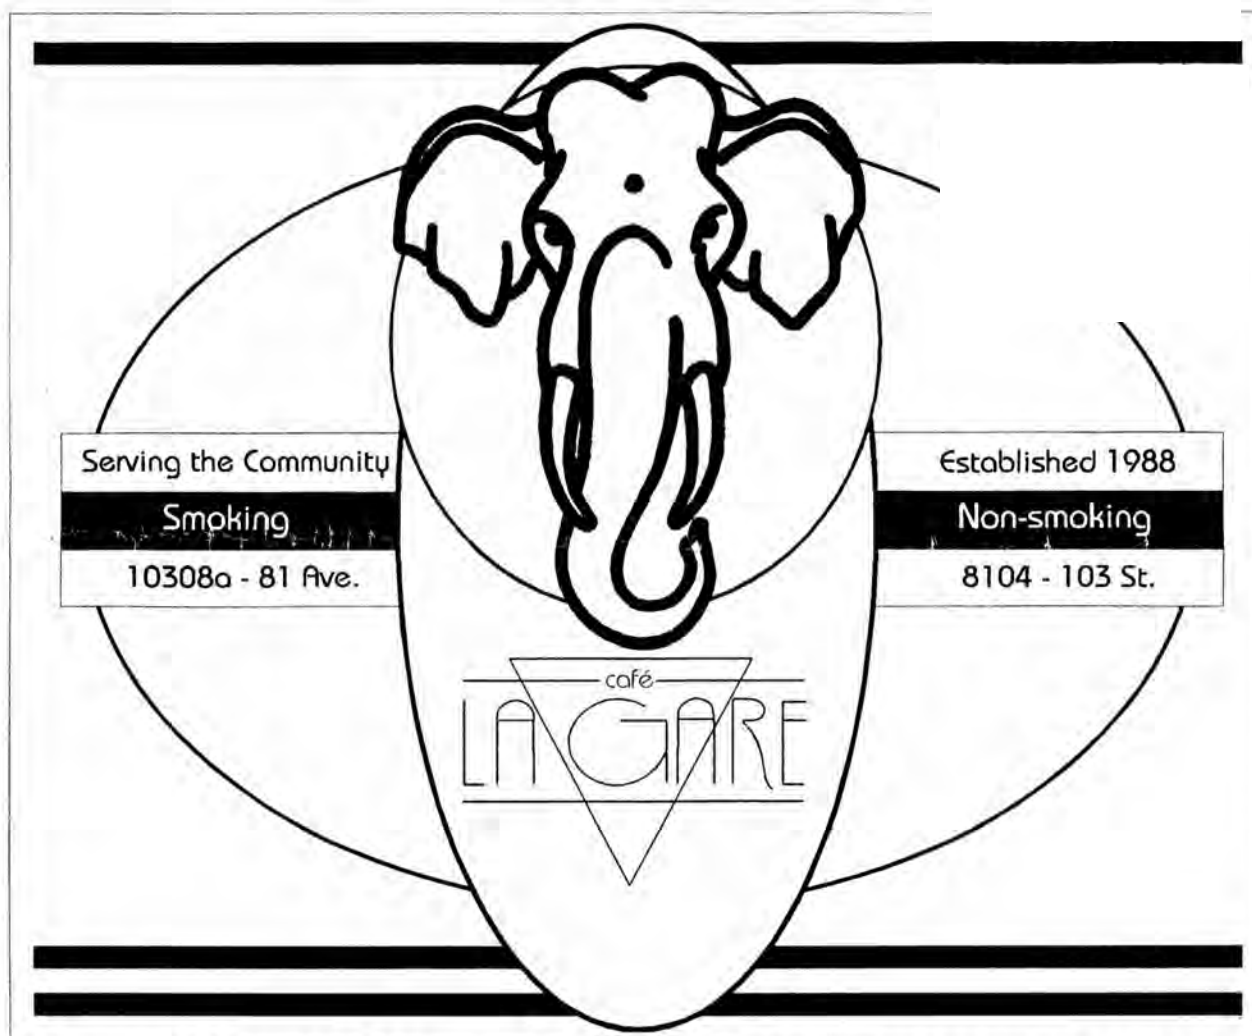 Serving the Community
Smoking
10308a - 81 Ave.
Established 1988
Non-smoking
8104 - 103 St.
café
LA GARE